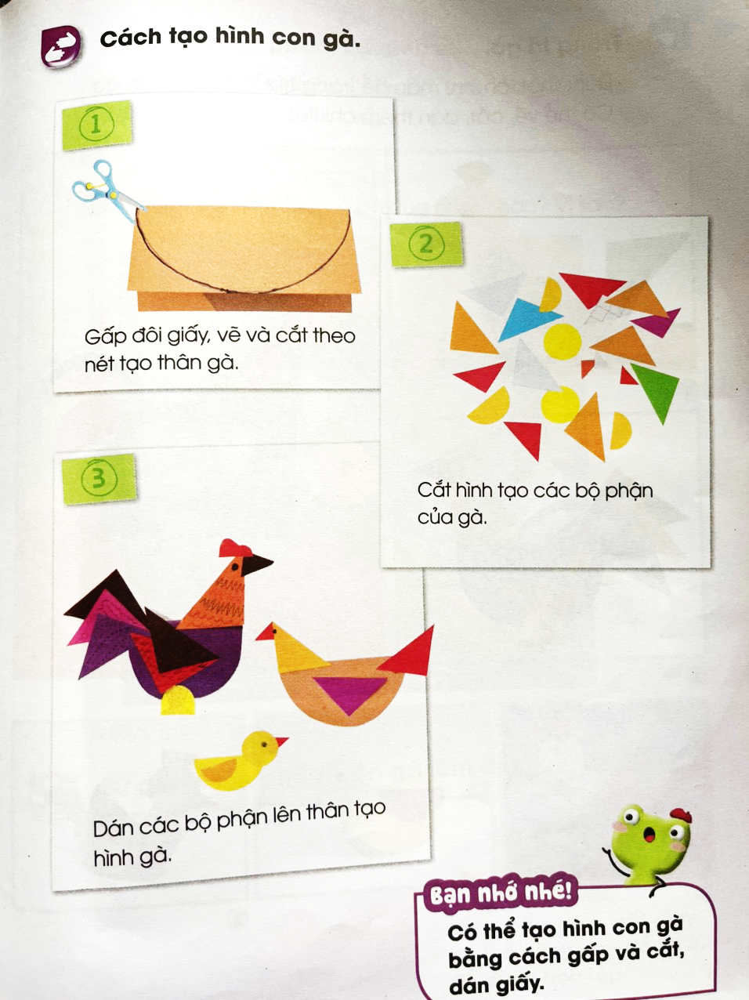 Cách tạo hình con gà.
1
Gấp đôi giấy, vẽ và cắt theo
nét tạo thân gà.
2
Cắt hình tạo các bộ phận
của gà.
3
Dán các bộ phận lên thân tạo
hình gà.
Bạn nhớ nhé!
Có thể tạo hình con gà
bằng cách gấp và cắt,
dán giấy.